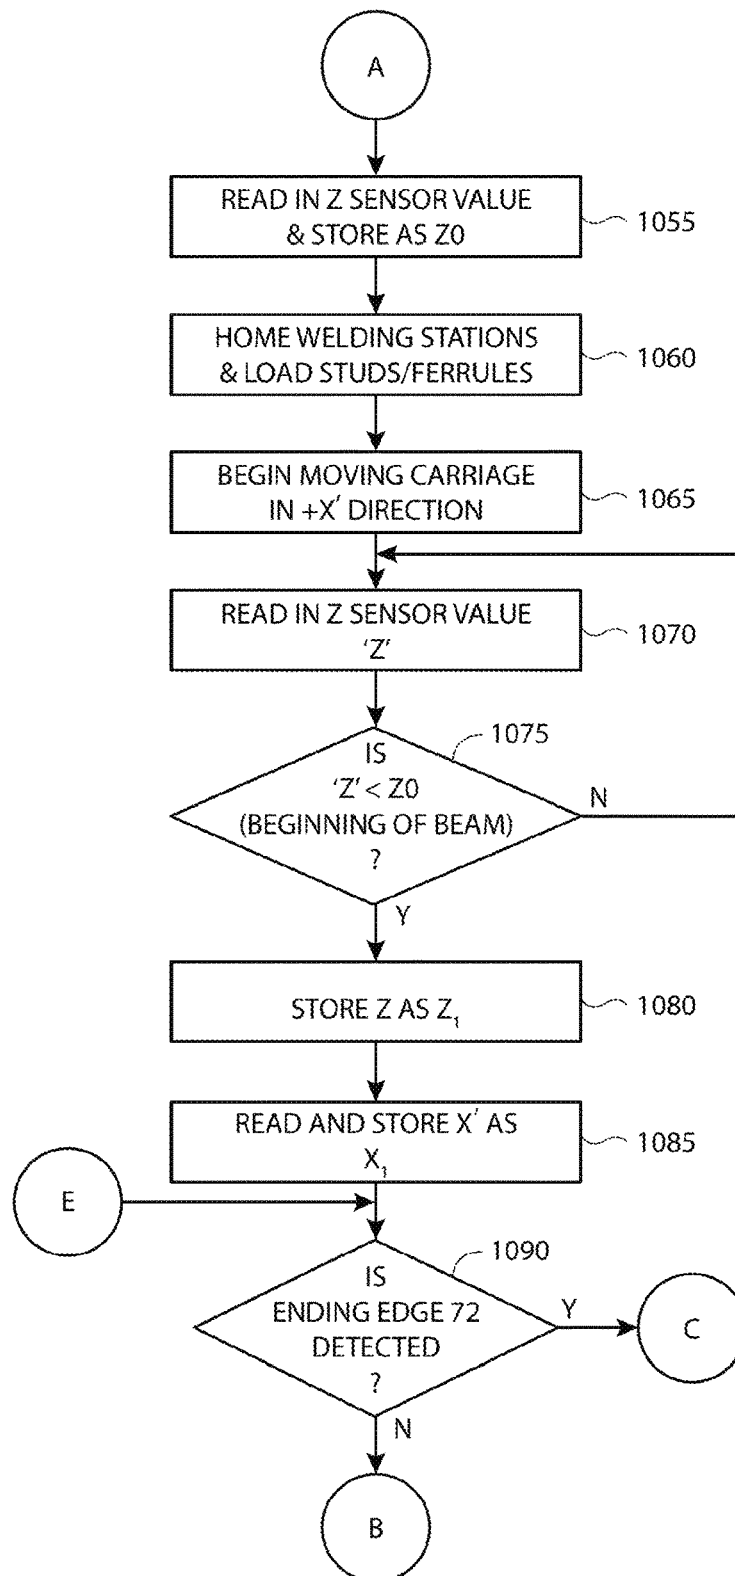 A
READ IN Z SENSOR VALUE
& STORE AS Z0
1055
HOME WELDING STATIONS
& LOAD STUDS/FERRULES
1060
BEGIN MOVING CARRIAGE
IN +X' DIRECTION
1065
READ IN Z SENSOR VALUE
'Z'
1070
1075
IS
'Z' < Z0
(BEGINNING OF BEAM)
?
N
Y
STORE Z AS Z₁
1080
READ AND STORE X' AS
X₁
1085
E
1090
IS
ENDING EDGE 72
DETECTED
?
Y
C
N
B